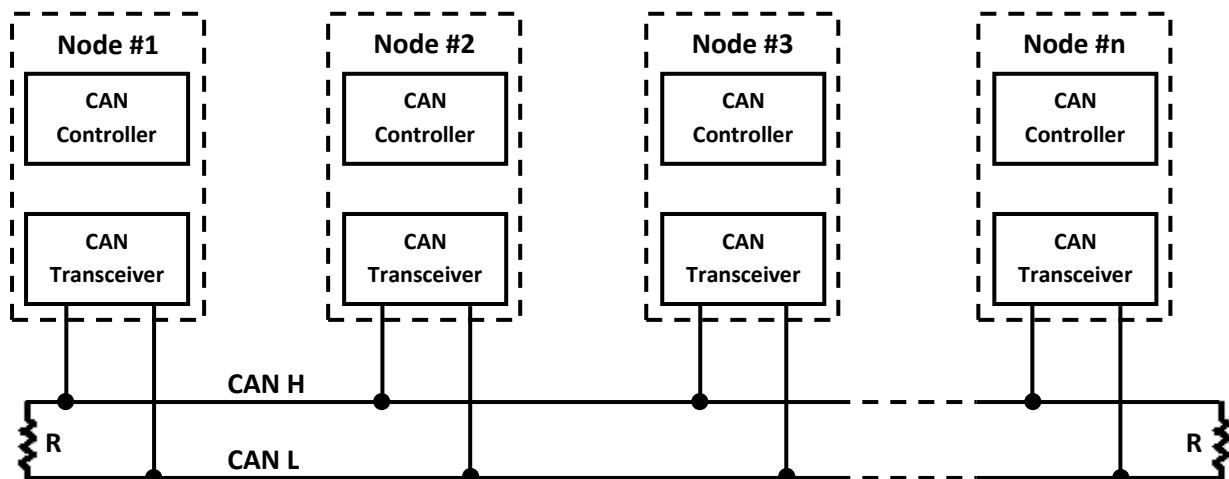 Node #1
CAN
Controller
CAN
Transceiver
Node #2
CAN
Controller
CAN
Transceiver
Node #3
CAN
Controller
CAN
Transceiver
Node #n
CAN
Controller
CAN
Transceiver
CAN H
R
CAN L
R